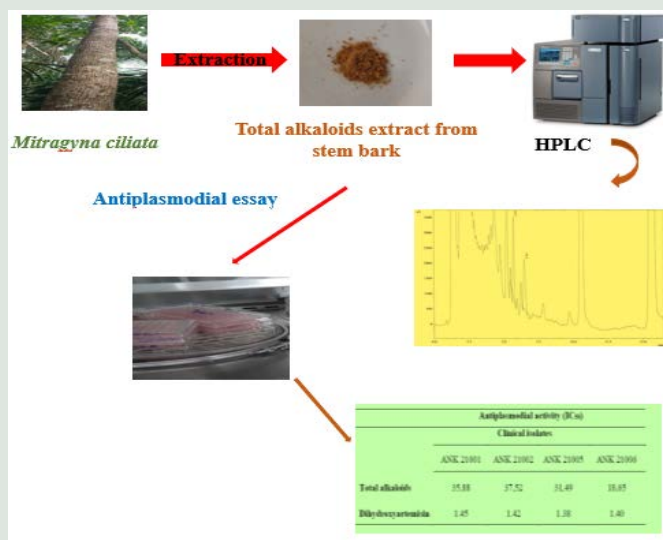 Extraction
Mitragyna ciliata
Total alkaloids extract from
stem bark
HPLC
Antiplasmodial essay
Antiplasmodial activity (IC₅₀)
Clinical isolates
ANK 21001 ANK 21002 ANK 21005 ANK 21006
Total alkaloids 35,88 37,52 31,49 18,65
Dihydroxyartemisin 1.45 1.42 1.38 1.40